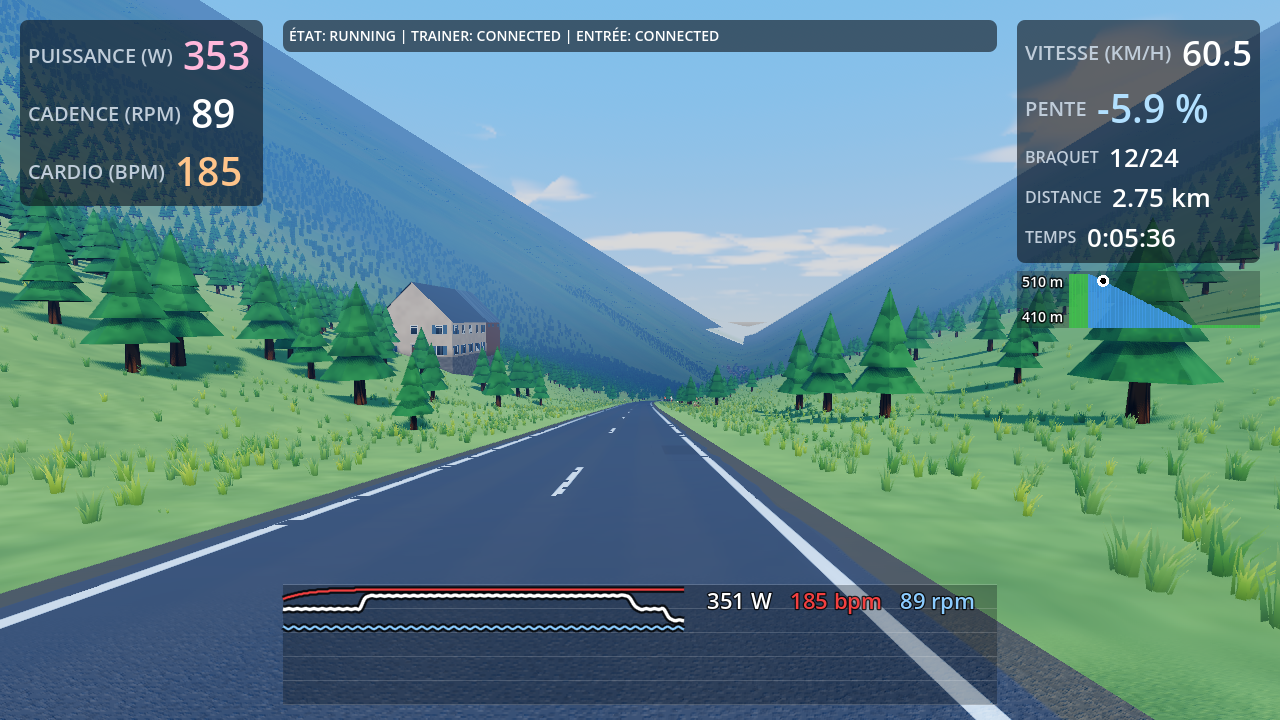 PUISSANCE (W) 353
CADENCE (RPM) 89
CARDIO (BPM) 185
ÉTAT: RUNNING | TRAINER: CONNECTED | ENTRÉE: CONNECTED
VITESSE (KM/H) 60.5
PENTE -5.9 %
BRAQUET 12/24
DISTANCE 2.75 km
TEMPS 0:05:36
510 m
410 m
351 W 185 bpm 89 rpm